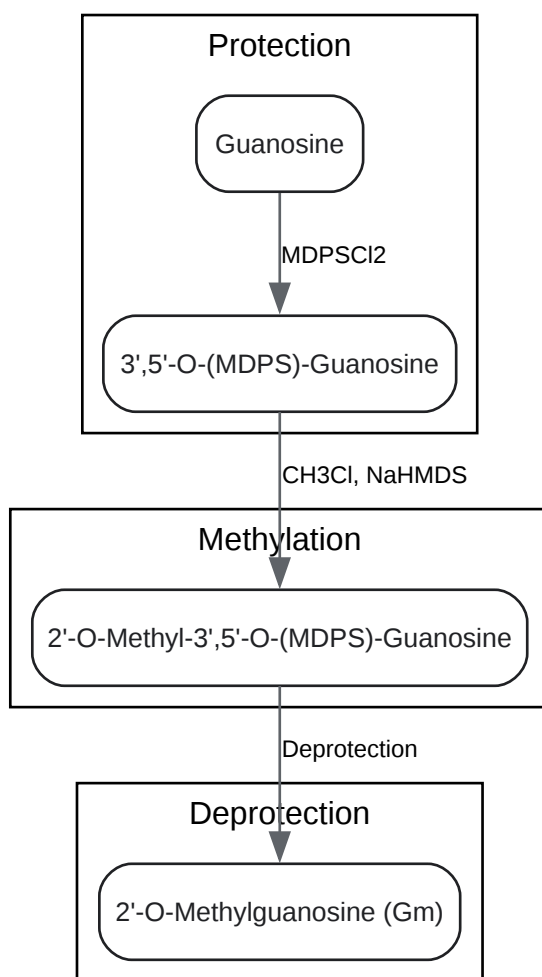 Protection
Guanosine
MDPSCl2
3',5'-O-(MDPS)-Guanosine
CH3Cl, NaHMDS
Methylation
2'-O-Methyl-3',5'-O-(MDPS)-Guanosine
Deprotection
Deprotection
2'-O-Methylguanosine (Gm)